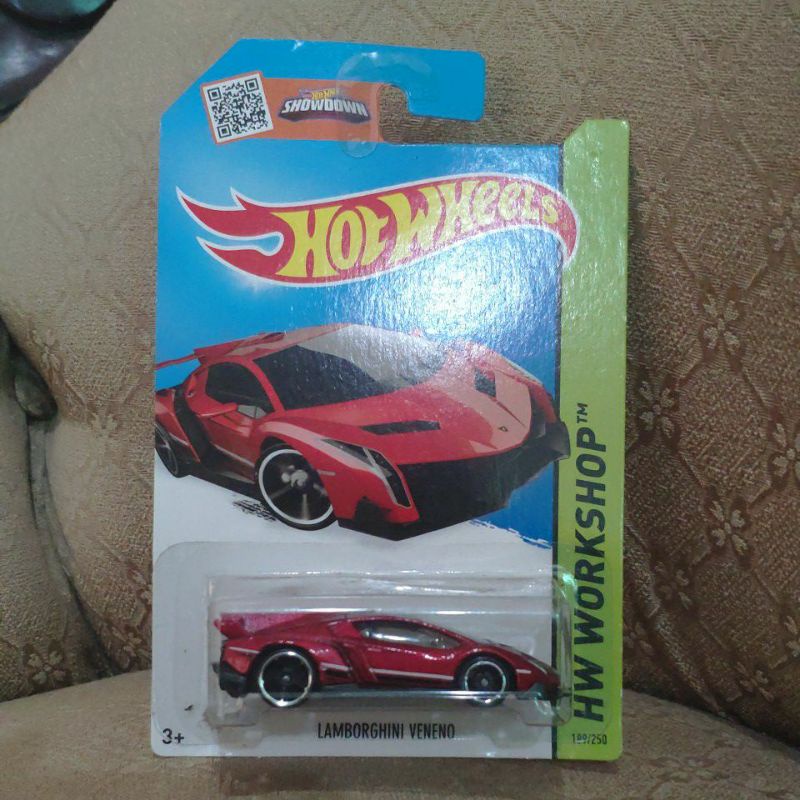 HOT WHEELS
SHOWDOWN
HOT WHEELS
HW WORKSHOP™
3+
LAMBORGHINI VENENO
189/250